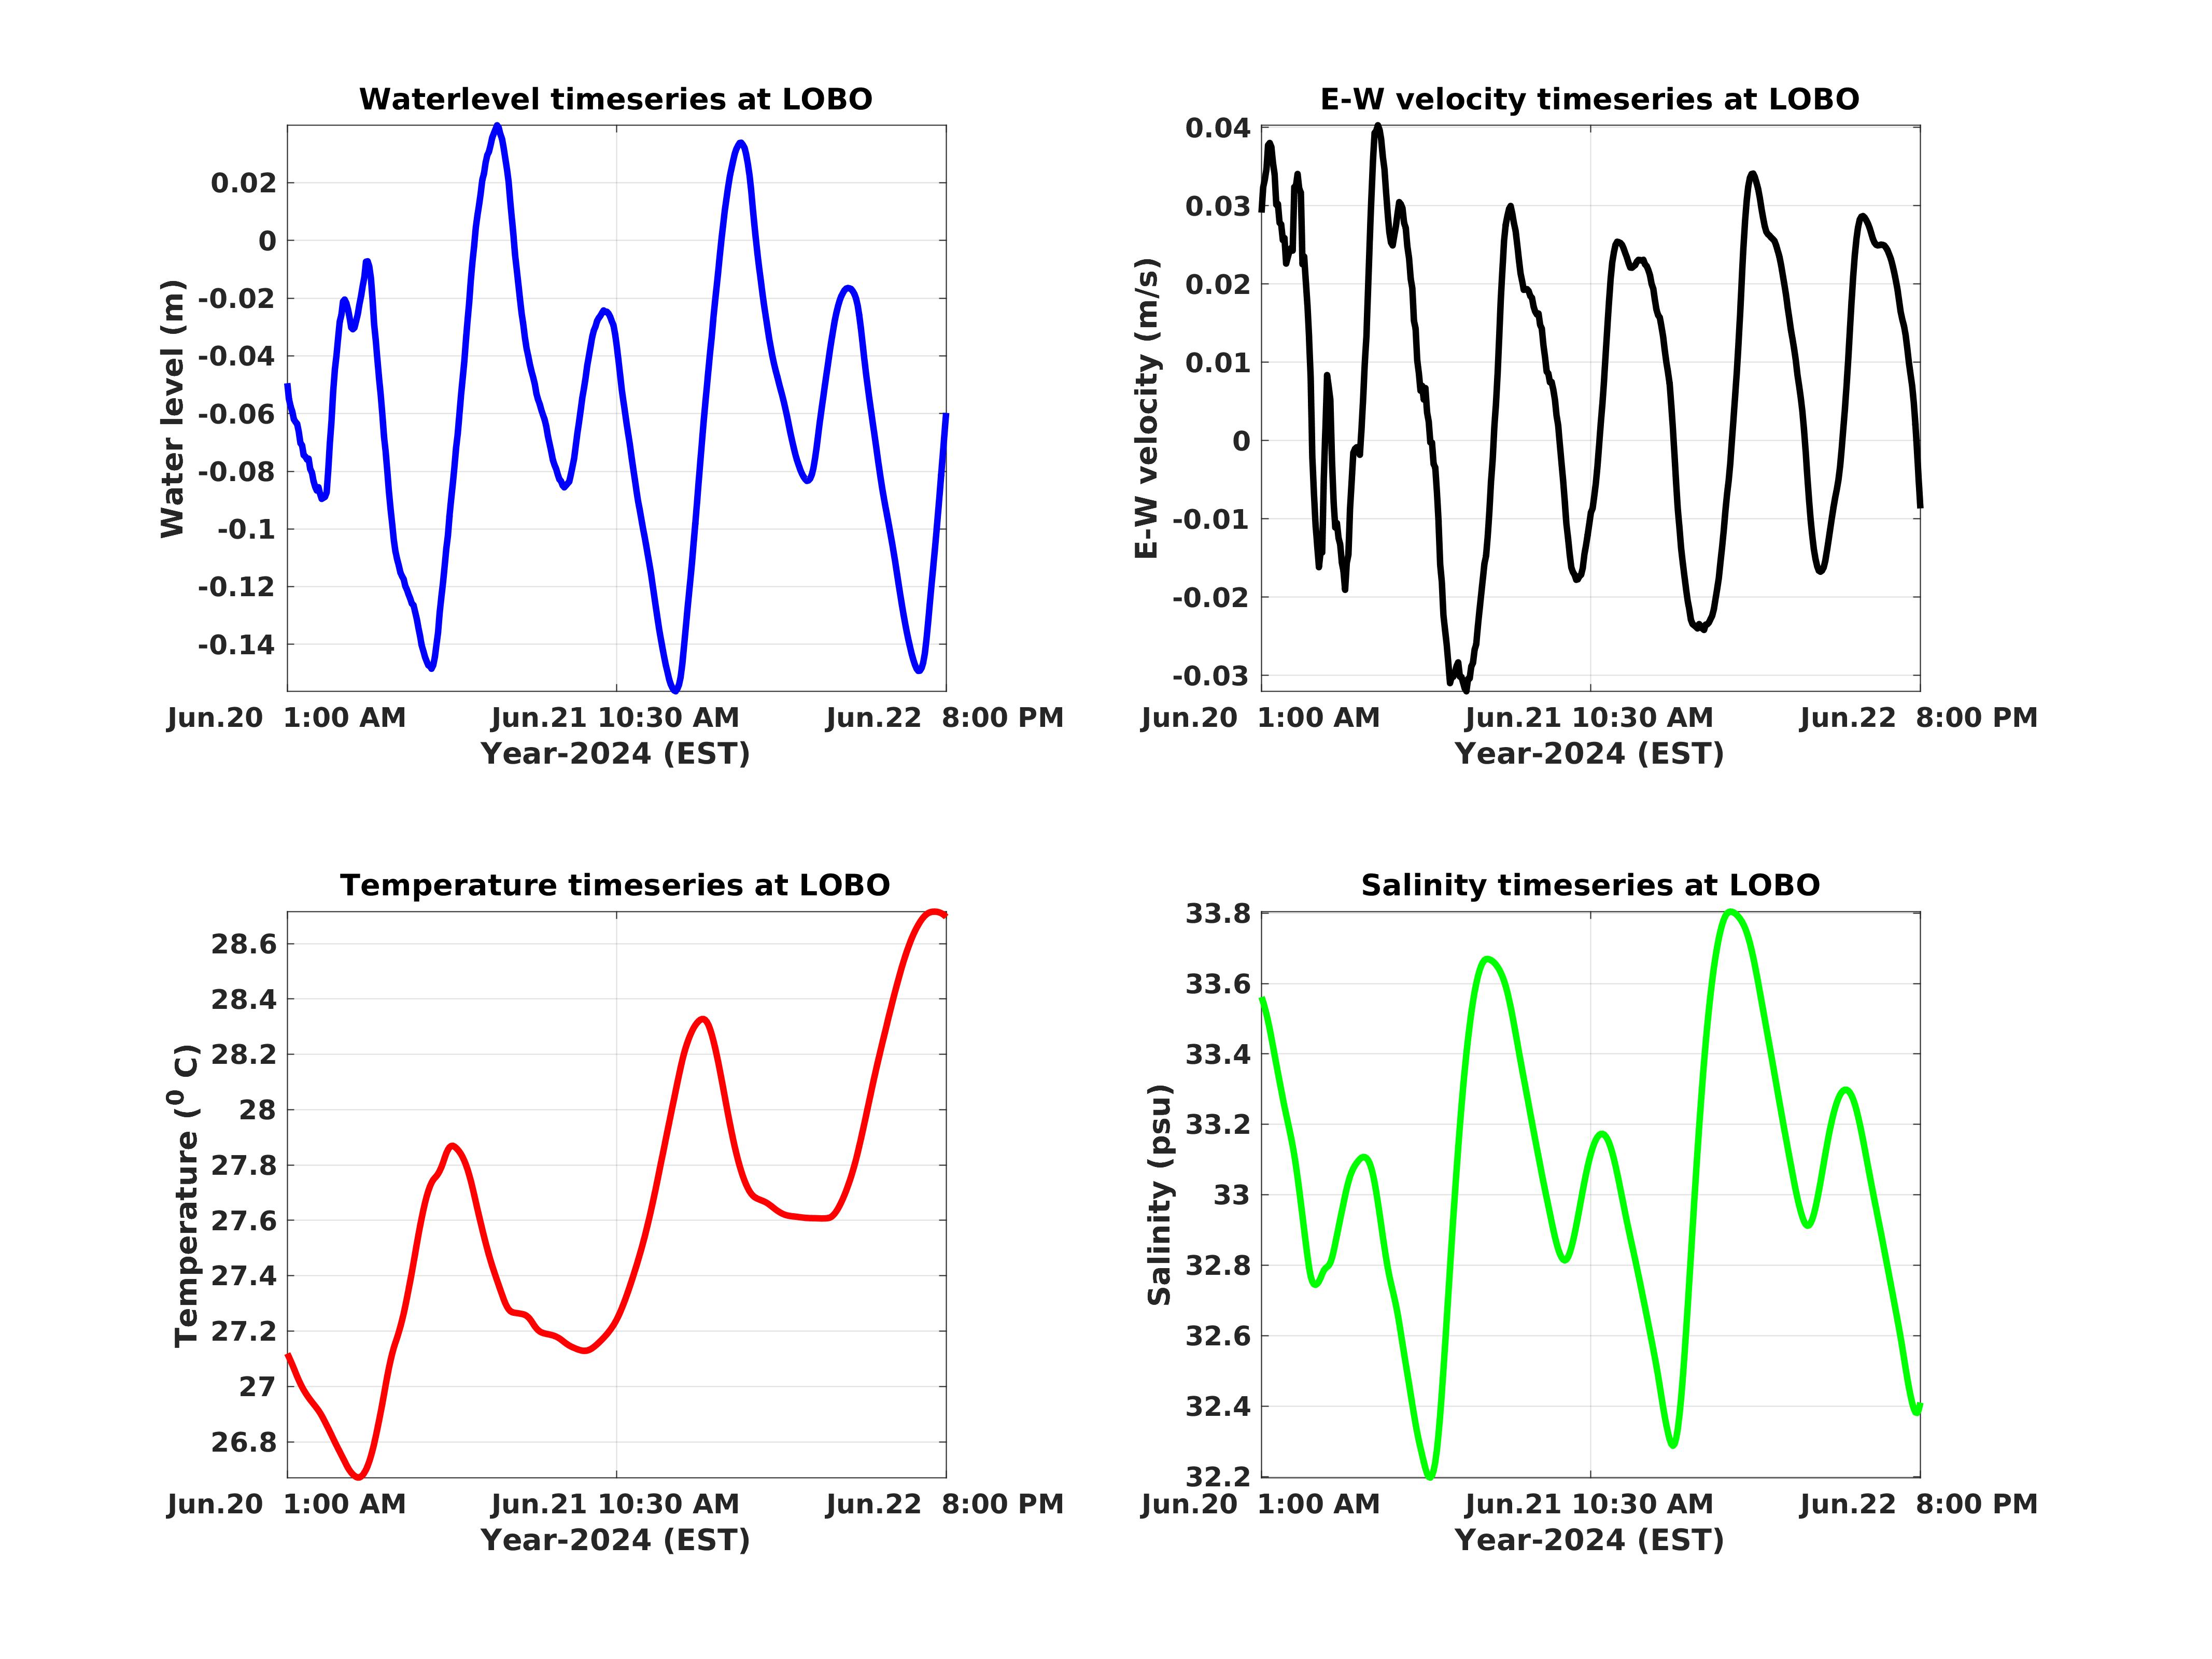 Waterlevel timeseries at LOBO
0.02
0
-0.02
-0.04
-0.06
-0.08
-0.1
-0.12
-0.14
Water level (m)
Jun.20 1:00 AM Jun.21 10:30 AM Jun.22 8:00 PM
Year-2024 (EST)
E-W velocity timeseries at LOBO
0.04
0.03
0.02
0.01
0
-0.01
-0.02
-0.03
E-W velocity (m/s)
Jun.20 1:00 AM Jun.21 10:30 AM Jun.22 8:00 PM
Year-2024 (EST)
Temperature timeseries at LOBO
28.6
28.4
28.2
28
27.8
27.6
27.4
27.2
27
26.8
Temperature (⁰ C)
Jun.20 1:00 AM Jun.21 10:30 AM Jun.22 8:00 PM
Year-2024 (EST)
Salinity timeseries at LOBO
33.8
33.6
33.4
33.2
33
32.8
32.6
32.4
32.2
Salinity (psu)
Jun.20 1:00 AM Jun.21 10:30 AM Jun.22 8:00 PM
Year-2024 (EST)